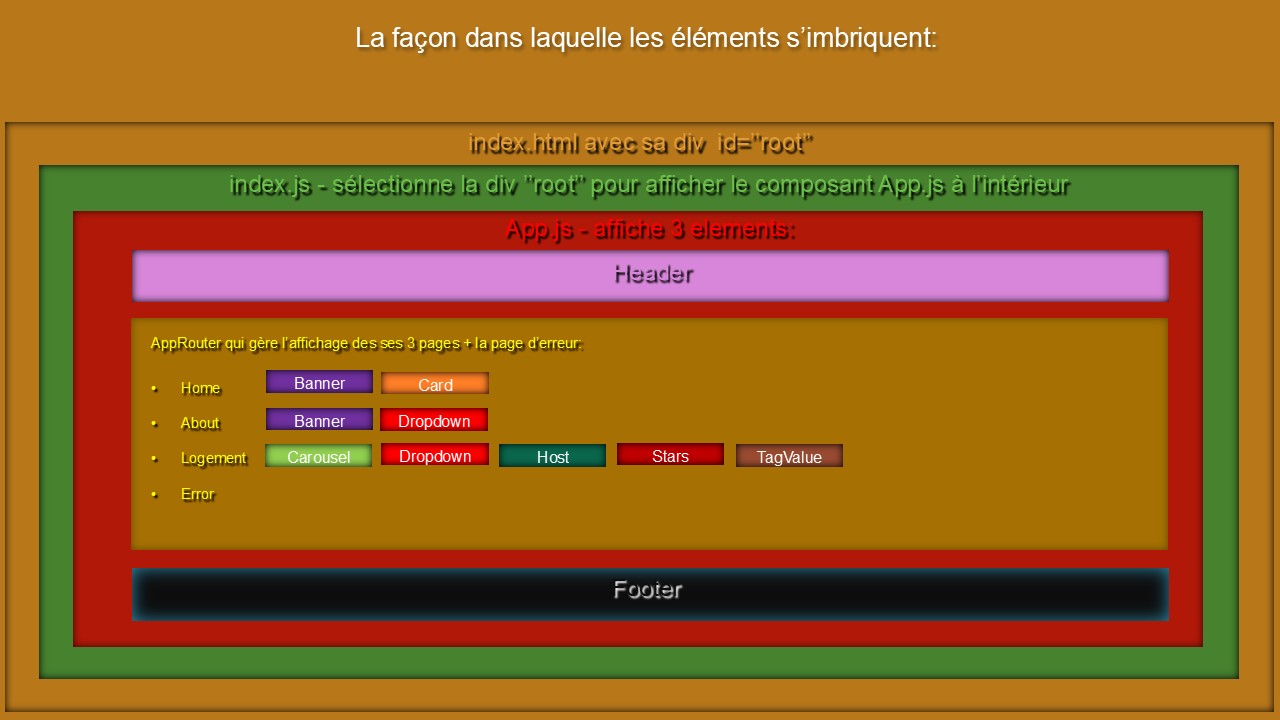 La façon dans laquelle les éléments s’imbriquent:
index.html avec sa div  id="root"
index.js - sélectionne la div "root" pour afficher le composant App.js à l’intérieur
App.js - affiche 3 elements:
Header
AppRouter qui gère l’affichage des ses 3 pages + la page d’erreur:
• Home Banner Card
• About Banner Dropdown
• Logement Carousel Dropdown Host Stars TagValue
• Error
Footer